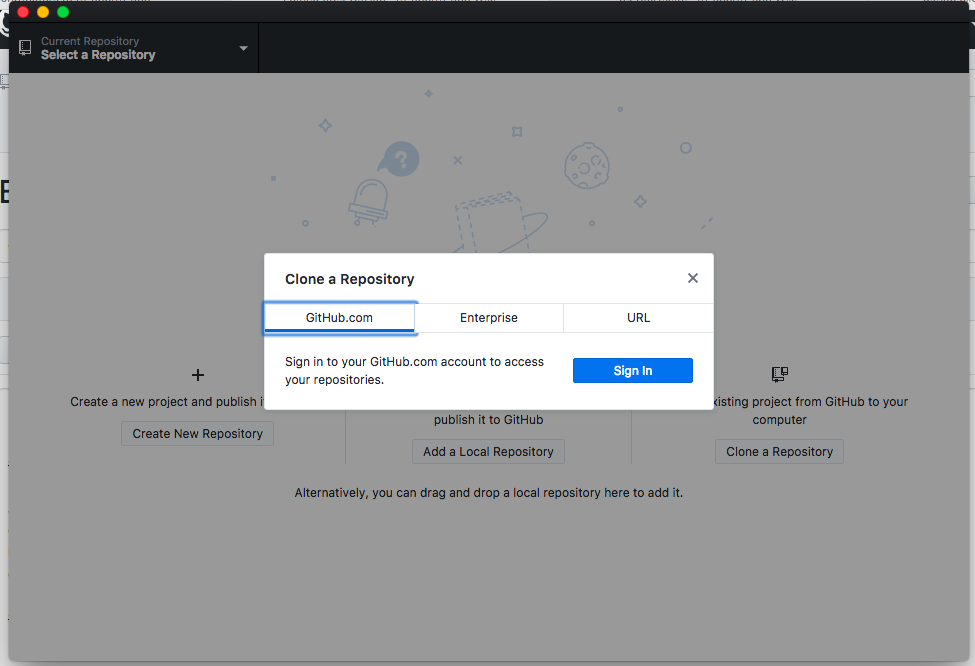 Current Repository
Select a Repository
?
Clone a Repository
GitHub.com
Enterprise
URL
Sign in to your GitHub.com account to access
your repositories.
Sign In
Create a new project and publish i
Create New Repository
publish it to GitHub
Add a Local Repository
xisting project from GitHub to your
computer
Clone a Repository
Alternatively, you can drag and drop a local repository here to add it.